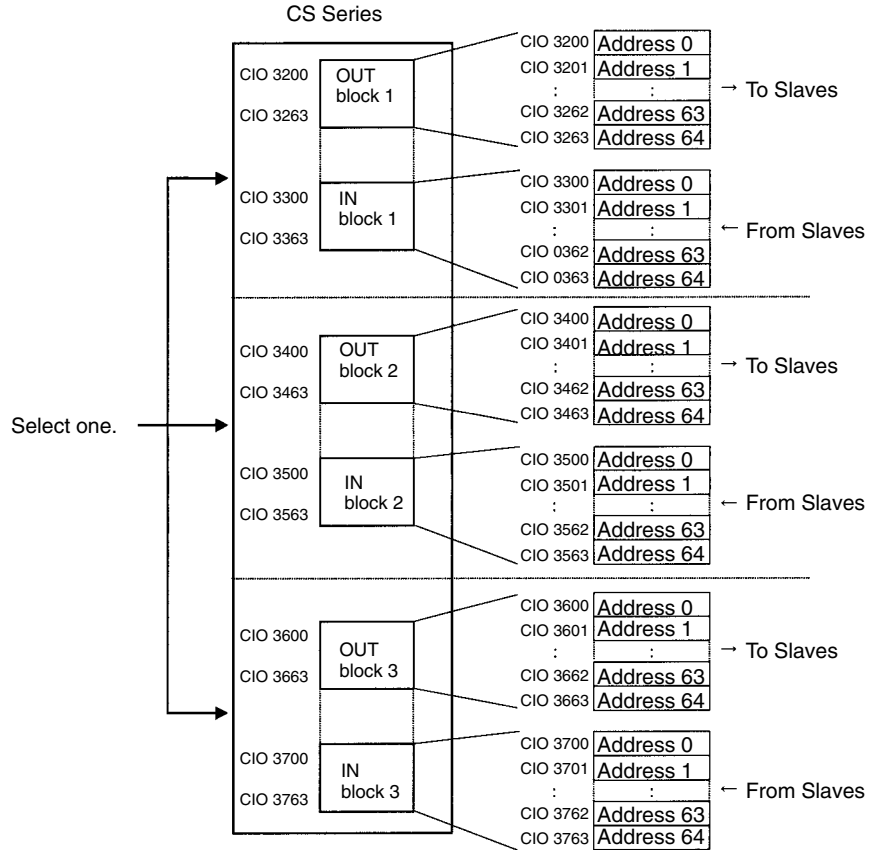 CS Series
CIO 3200
CIO 3263
OUT
block 1
CIO 3200 Address 0
CIO 3201 Address 1
: :
CIO 3262 Address 63
CIO 3263 Address 64
→ To Slaves
CIO 3300
CIO 3363
IN
block 1
CIO 3300 Address 0
CIO 3301 Address 1
: :
CIO 0362 Address 63
CIO 0363 Address 64
← From Slaves
CIO 3400
CIO 3463
OUT
block 2
CIO 3400 Address 0
CIO 3401 Address 1
: :
CIO 3462 Address 63
CIO 3463 Address 64
→ To Slaves
Select one.
CIO 3500
CIO 3563
IN
block 2
CIO 3500 Address 0
CIO 3501 Address 1
: :
CIO 3562 Address 63
CIO 3563 Address 64
← From Slaves
CIO 3600
CIO 3663
OUT
block 3
CIO 3600 Address 0
CIO 3601 Address 1
: :
CIO 3662 Address 63
CIO 3663 Address 64
→ To Slaves
CIO 3700
CIO 3763
IN
block 3
CIO 3700 Address 0
CIO 3701 Address 1
: :
CIO 3762 Address 63
CIO 3763 Address 64
← From Slaves